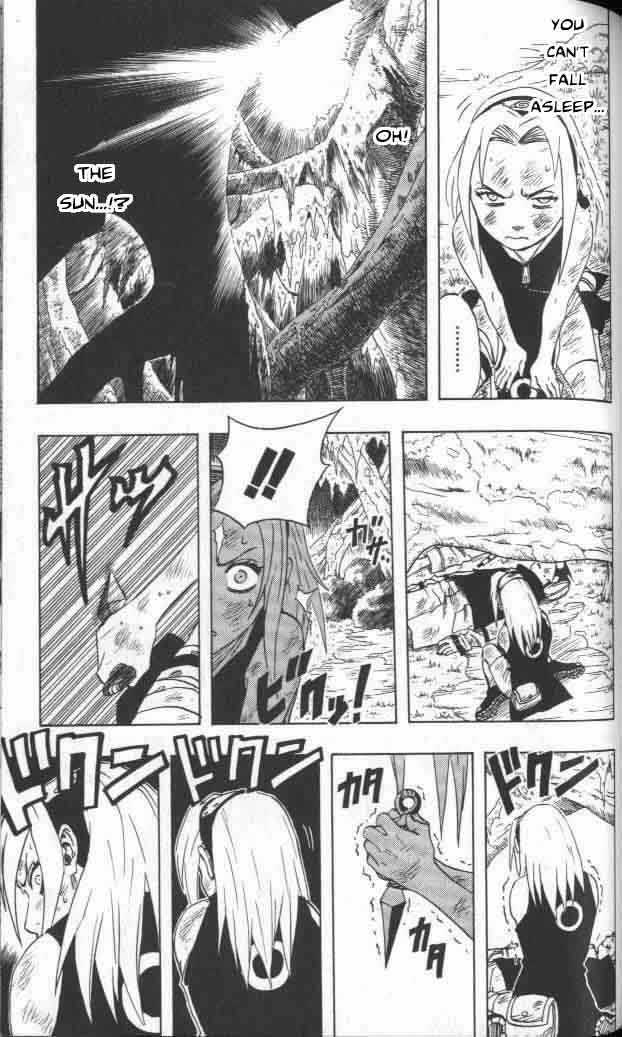 YOU
CAN'T
FALL
ASLEEP...
.........
OH!
THE
SUN...!?
ガサ..
!!
ビクッ!
ザッ
ドクン
カタ
カタ
ドクン
ドクン